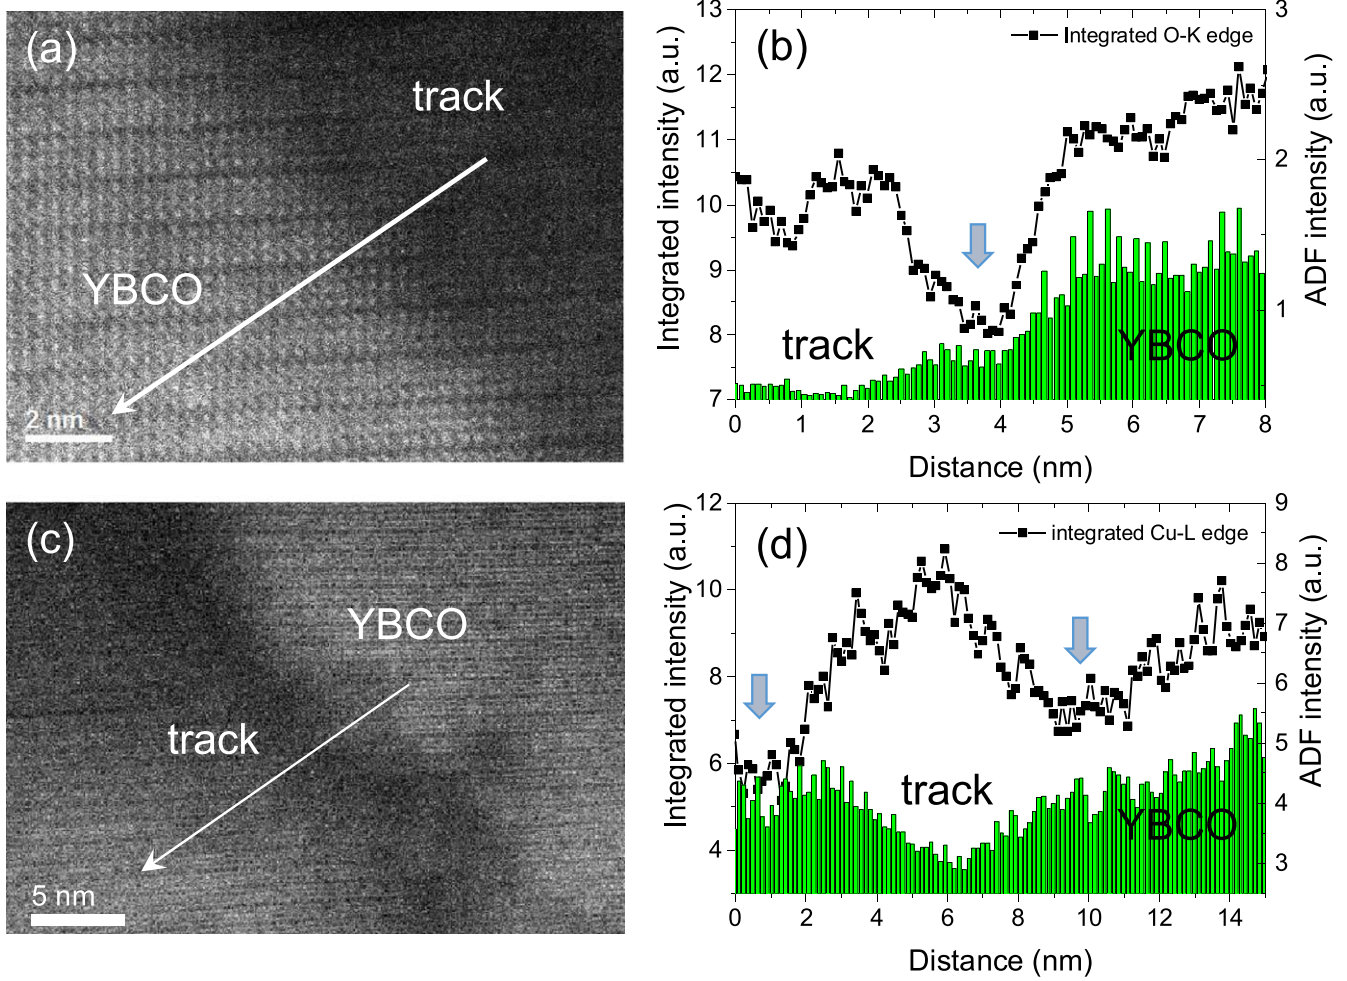 (a)
track
YBCO
2 nm
(b)
Integrated O-K edge
Integrated intensity (a.u.)
13
12
11
10
9
8
7
3
2
1
ADF intensity (a.u.)
track
YBCO
0 1 2 3 4 5 6 7 8
Distance (nm)
(c)
YBCO
track
5 nm
(d)
integrated Cu-L edge
Integrated intensity (a.u.)
12
10
8
6
4
9
8
7
6
5
4
3
ADF intensity (a.u.)
track
YBCO
0 2 4 6 8 10 12 14
Distance (nm)